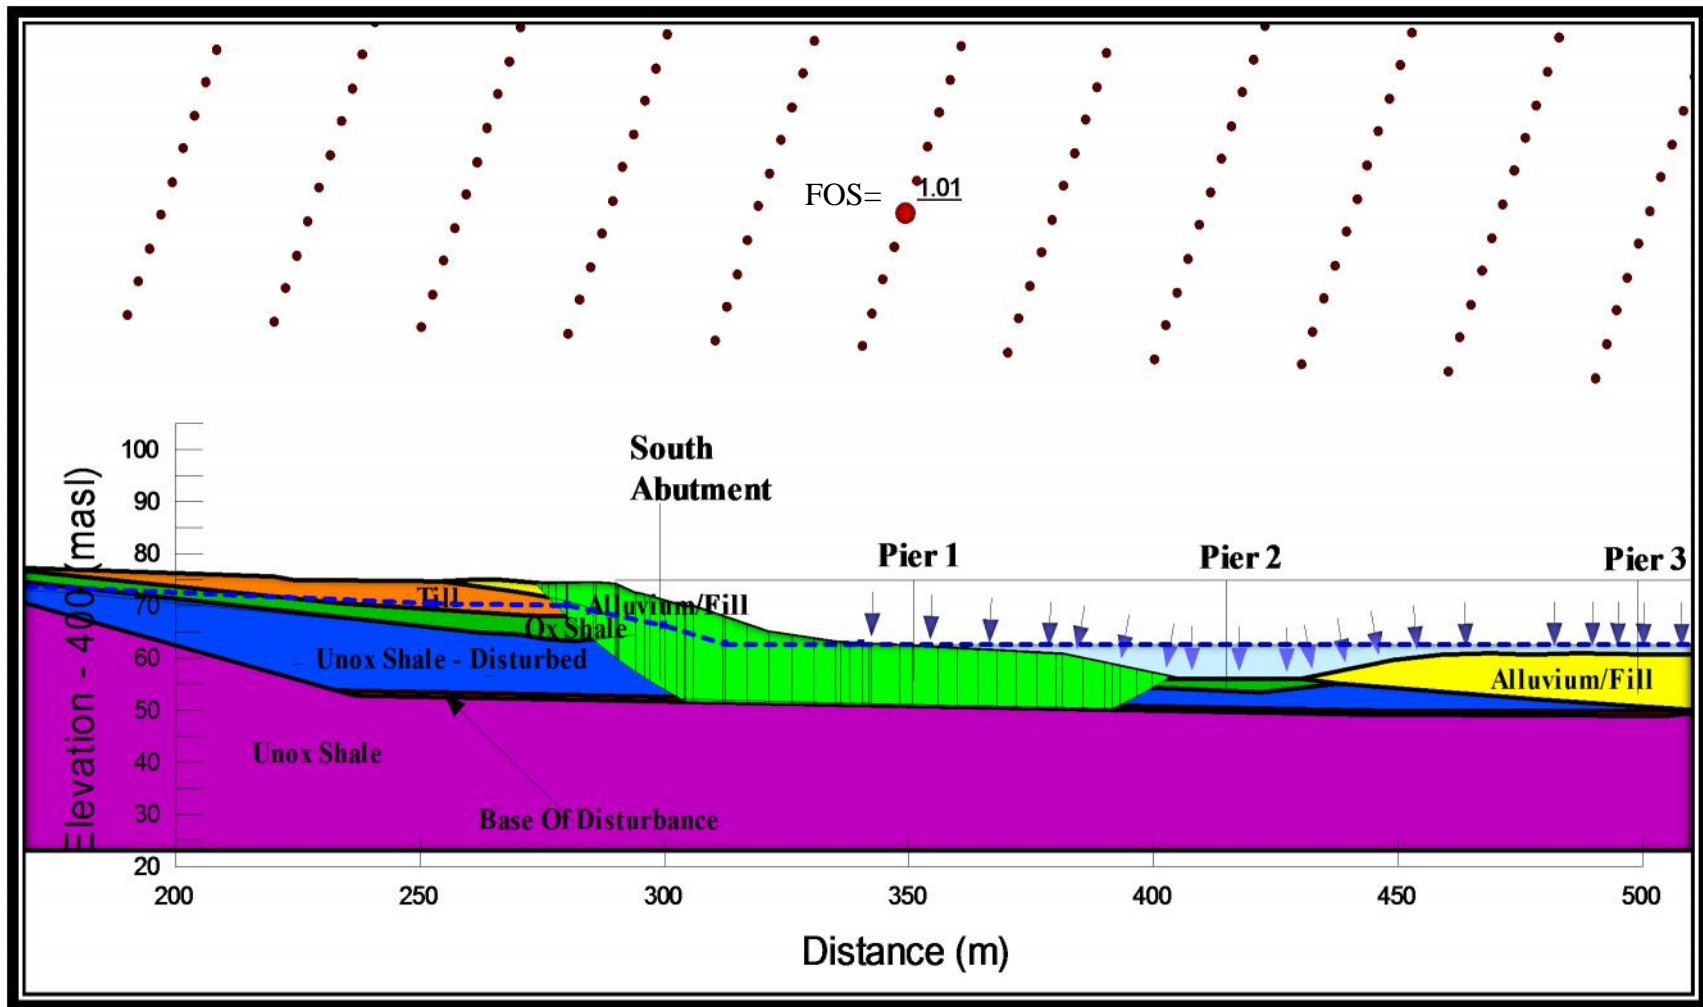 FOS= 1.01
South
Abutment
Pier 1
Pier 2
Pier 3
Elevation - 400 (masl)
100
90
80
70
60
50
40
30
20
Till
Alluvium/Fill
Ox Shale
Unox Shale - Disturbed
Alluvium/Fill
Unox Shale
Base Of Disturbance
200
250
300
350
400
450
500
Distance (m)